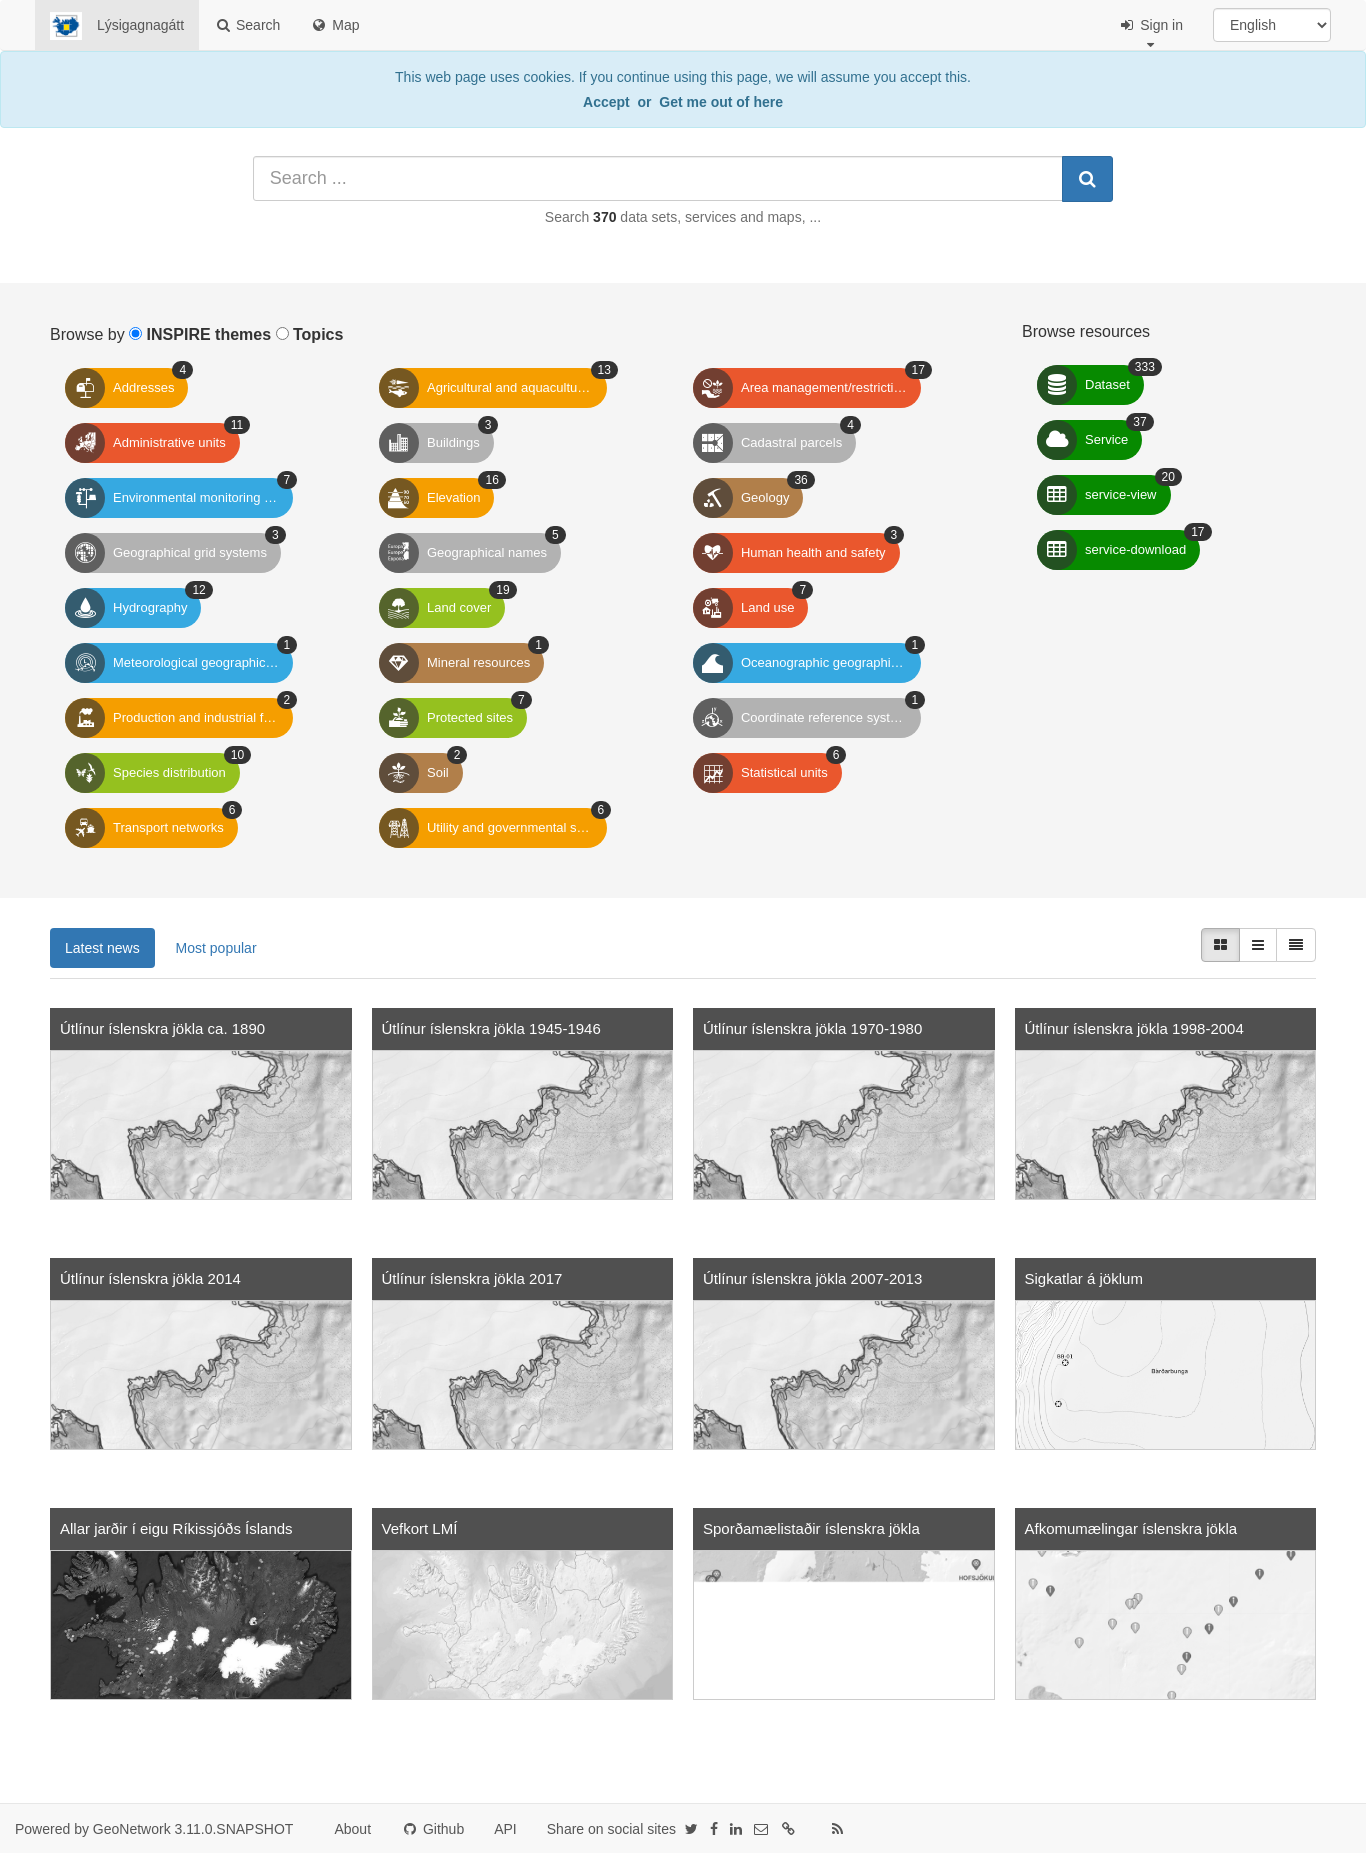 Lýsigagnagátt Search Map Sign in English
This web page uses cookies. If you continue using this page, we will assume you accept this.
Accept or Get me out of here
Search ...
Search 370 data sets, services and maps, ...
Browse by INSPIRE themes Topics
Addresses 4
Agricultural and aquacultu... 13
Area management/restricti... 17
Administrative units 11
Buildings 3
Cadastral parcels 4
Environmental monitoring ... 7
Elevation 16
Geology 36
Geographical grid systems 3
Geographical names 5
Human health and safety 3
Hydrography 12
Land cover 19
Land use 7
Meteorological geographic... 1
Mineral resources 1
Oceanographic geographi... 1
Production and industrial f... 2
Protected sites 7
Coordinate reference syst... 1
Species distribution 10
Soil 2
Statistical units 6
Transport networks 6
Utility and governmental s... 6
Browse resources
Dataset 333
Service 37
service-view 20
service-download 17
Latest news Most popular
Útlínur íslenskra jökla ca. 1890
Útlínur íslenskra jökla 1945-1946
Útlínur íslenskra jökla 1970-1980
Útlínur íslenskra jökla 1998-2004
Útlínur íslenskra jökla 2014
Útlínur íslenskra jökla 2017
Útlínur íslenskra jökla 2007-2013
Sigkatlar á jöklum
BB-01
Bárðarbunga
Allar jarðir í eigu Ríkissjóðs Íslands
Vefkort LMÍ
Sporðamælistaðir íslenskra jökla
HOFSJÖKU
Afkomumælingar íslenskra jökla
Powered by GeoNetwork 3.11.0.SNAPSHOT About Github API Share on social sites